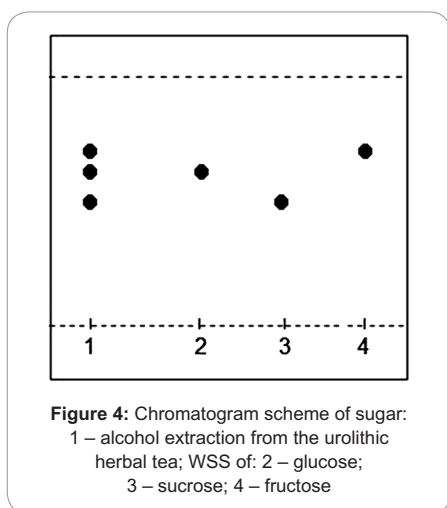 1 2 3 4
Figure 4: Chromatogram scheme of sugar:
1 – alcohol extraction from the urolithic
herbal tea; WSS of: 2 – glucose;
3 – sucrose; 4 – fructose